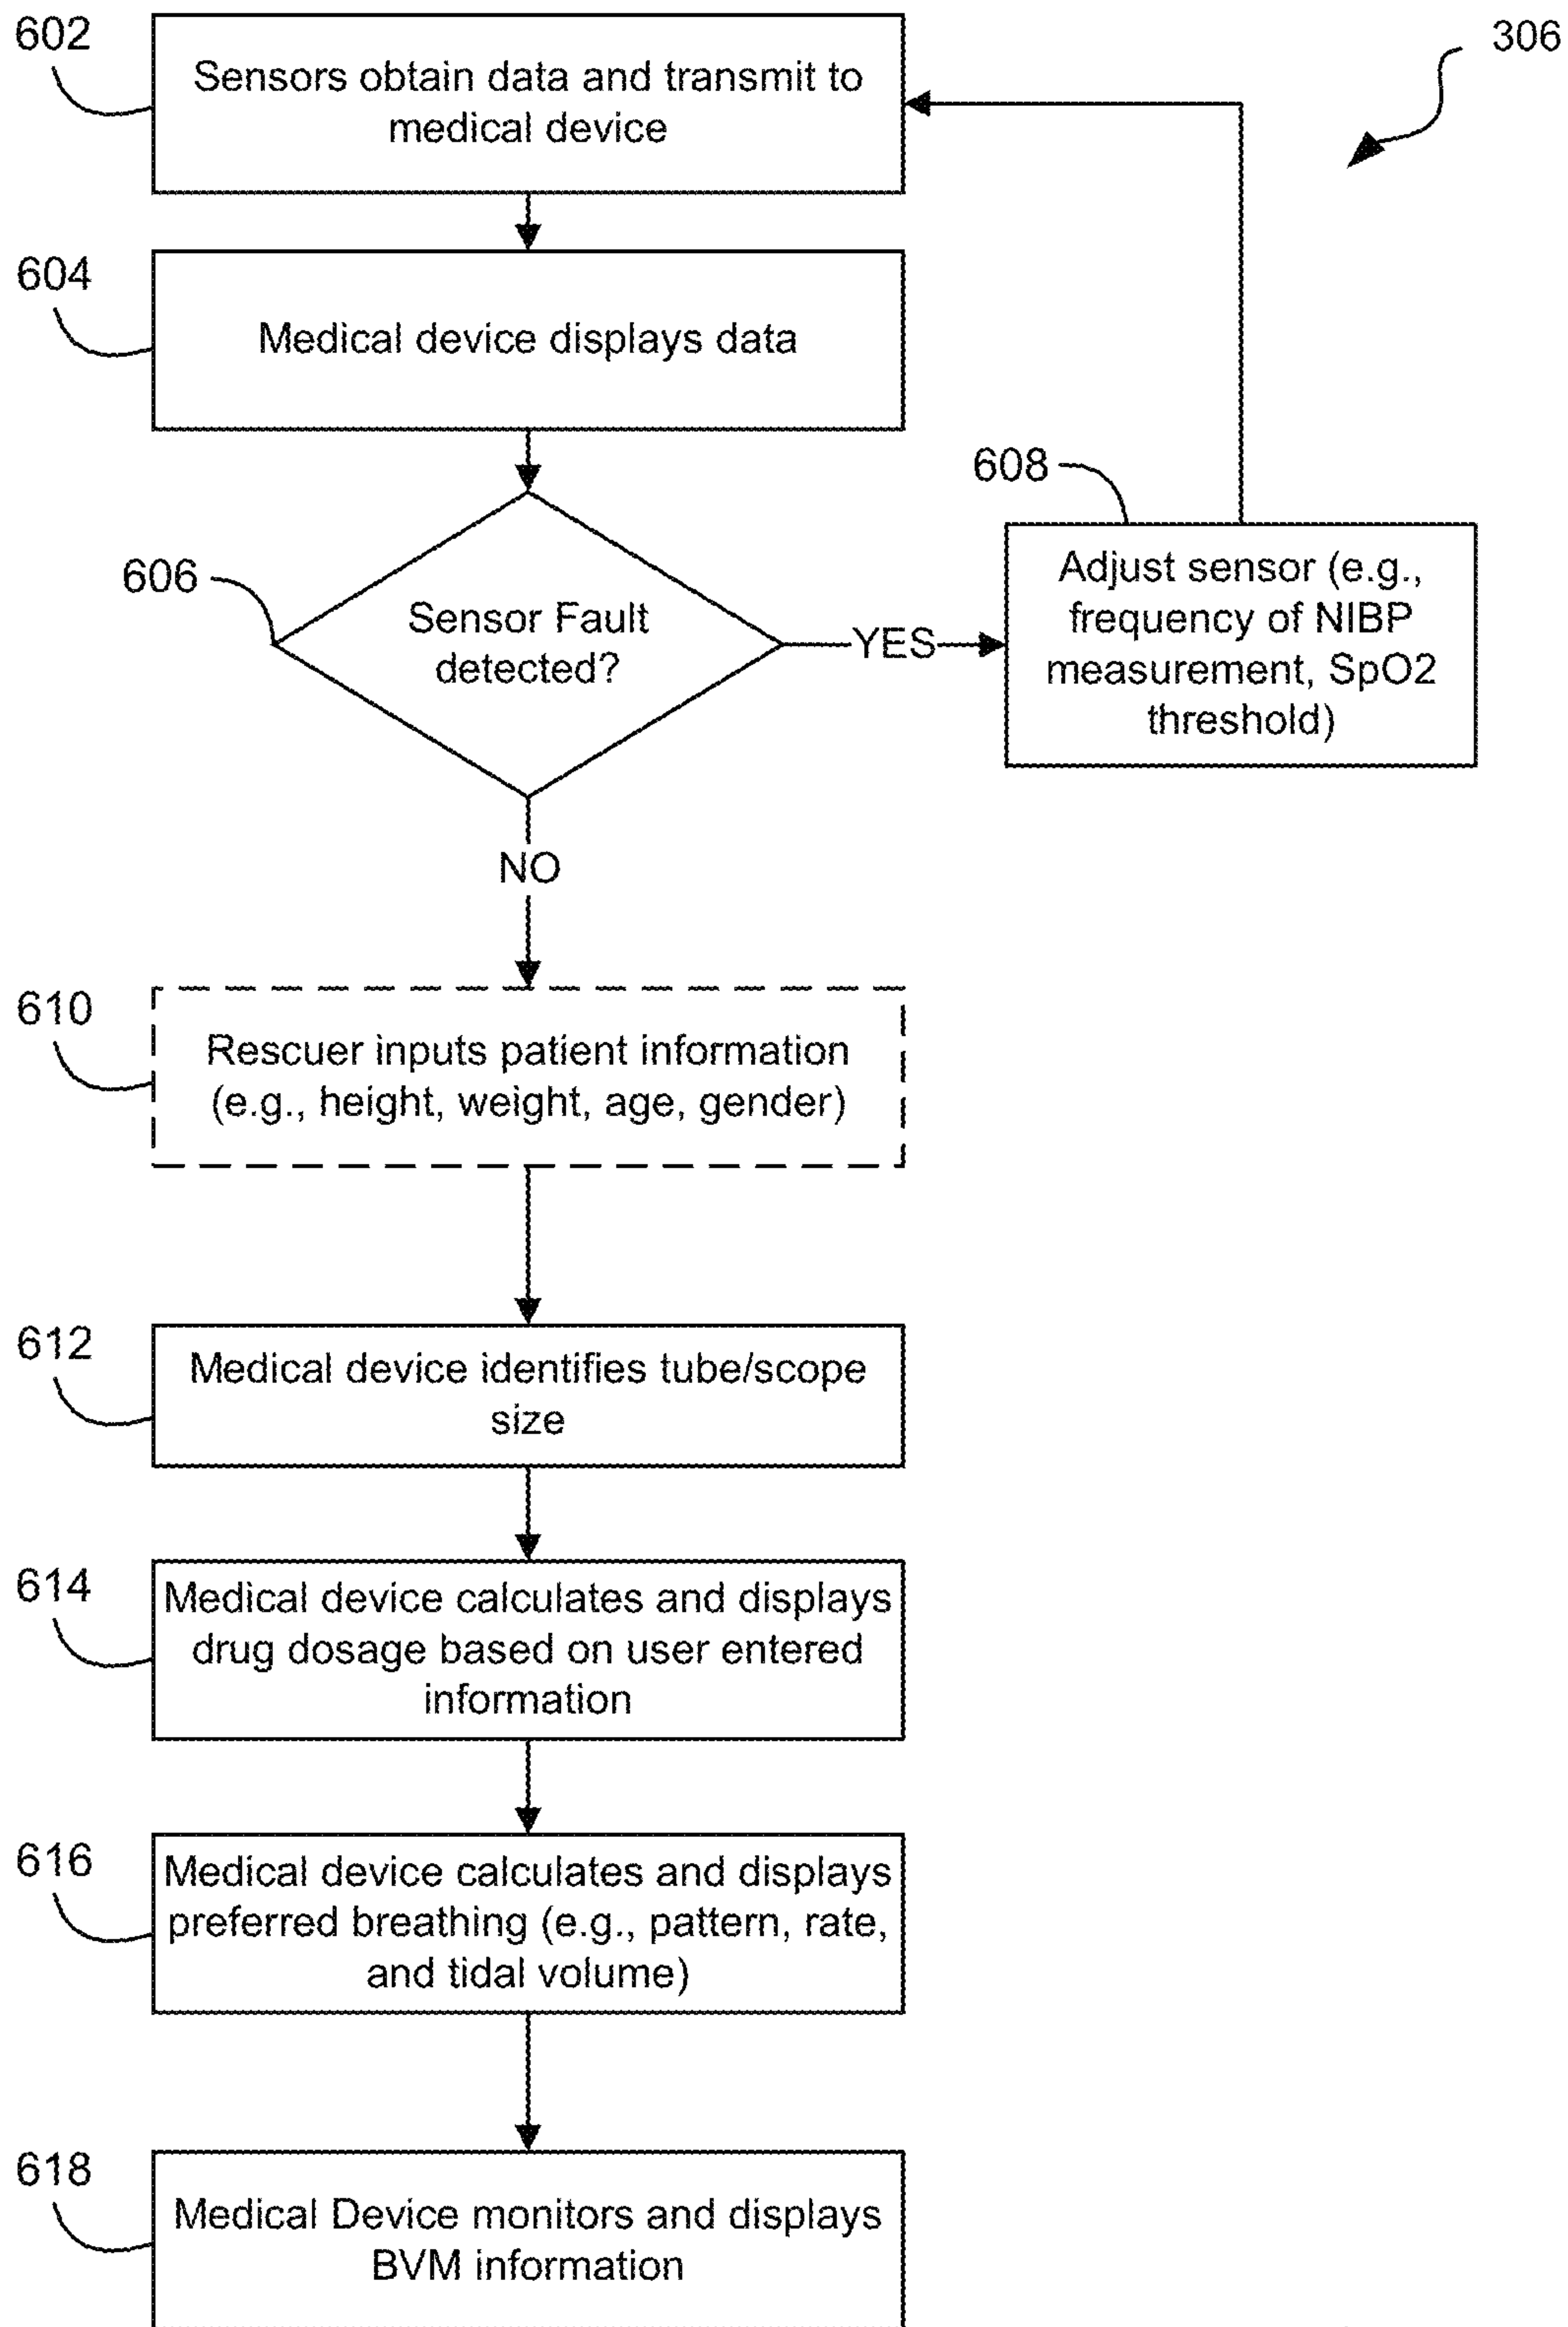 602
306
Sensors obtain data and transmit to
medical device
604
Medical device displays data
608
606
Sensor Fault
detected?
YES
Adjust sensor (e.g.,
frequency of NIBP
measurement, SpO2
threshold)
NO
610
Rescuer inputs patient information
(e.g., height, weight, age, gender)
612
Medical device identifies tube/scope
size
614
Medical device calculates and displays
drug dosage based on user entered
information
616
Medical device calculates and displays
preferred breathing (e.g., pattern, rate,
and tidal volume)
618
Medical Device monitors and displays
BVM information